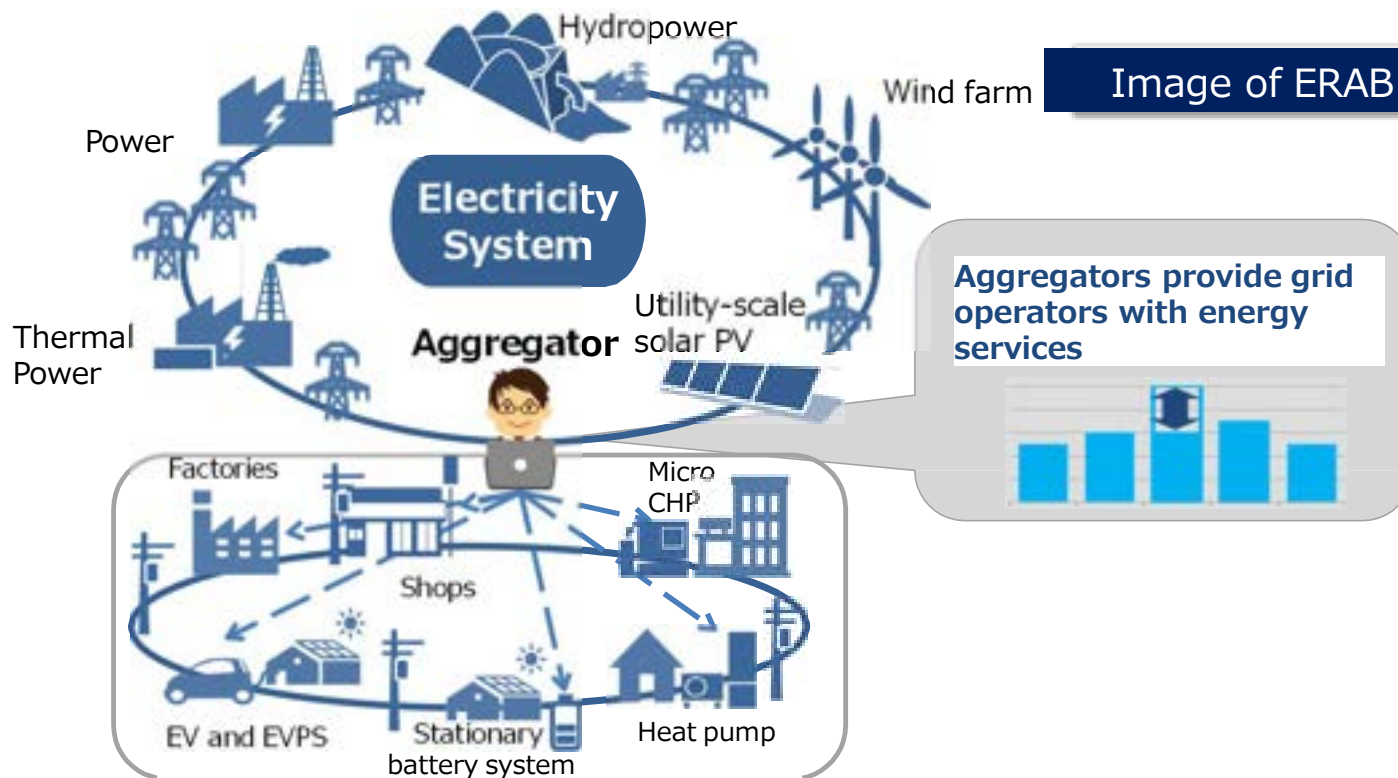 Hydropower
Image of ERAB
Wind farm
Power
Electricity
System
Aggregators provide grid
operators with energy
services
Utility-scale
solar PV
Thermal
Power
Aggregator
Factories
Micro
CHP
Shops
EV and EVPS
Stationary
battery system
Heat pump